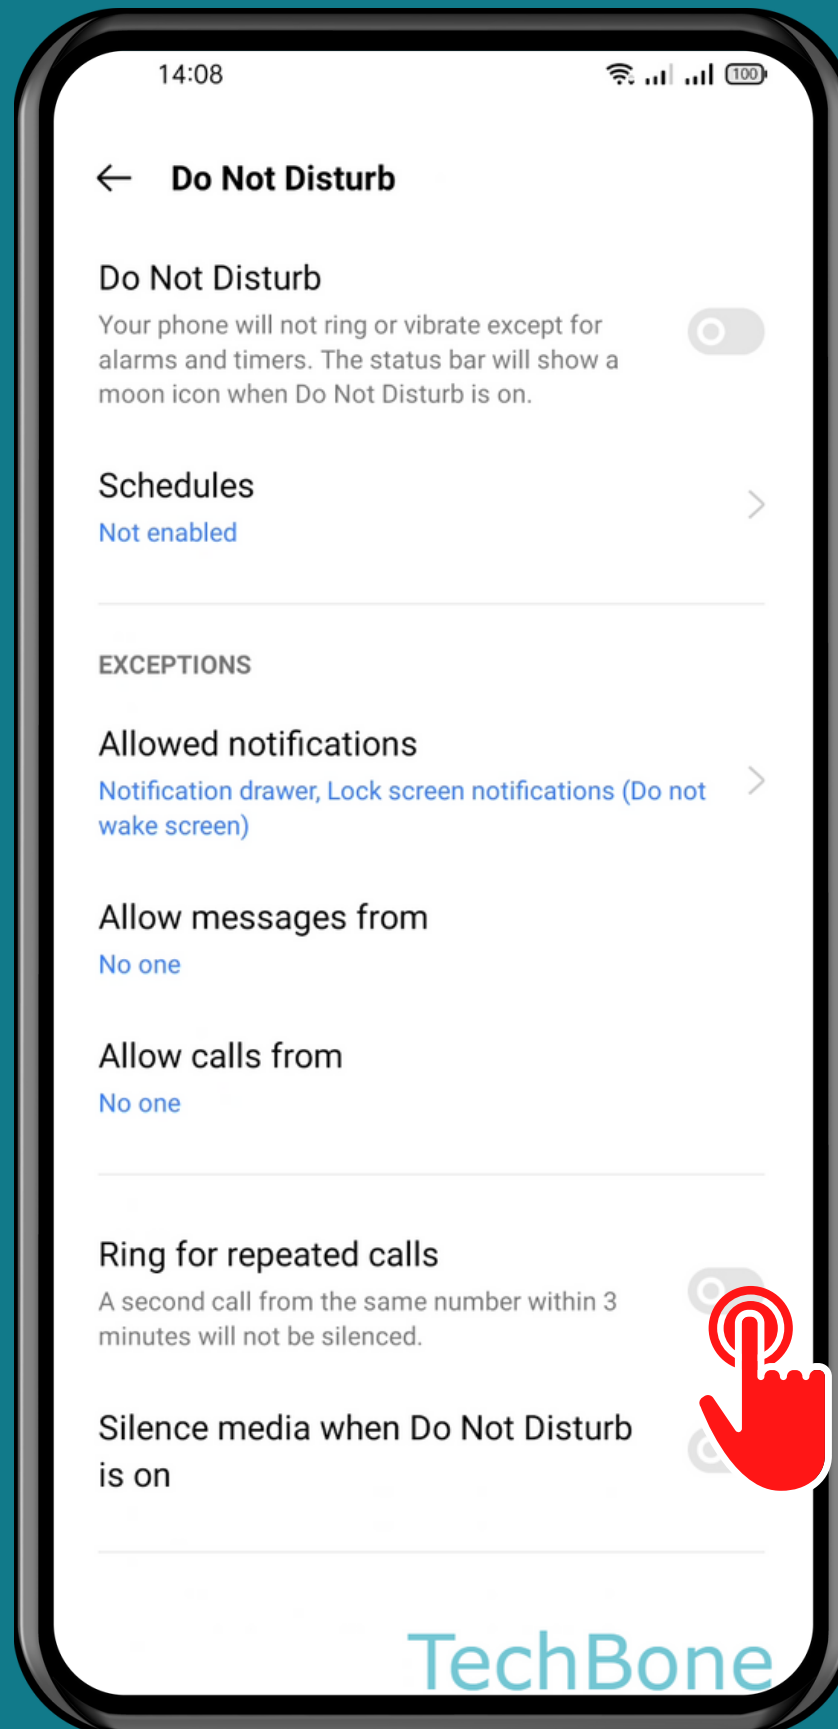 14:08
100
Do Not Disturb
Do Not Disturb
Your phone will not ring or vibrate except for
alarms and timers. The status bar will show a
moon icon when Do Not Disturb is on.
Schedules
Not enabled
EXCEPTIONS
Allowed notifications
Notification drawer, Lock screen notifications (Do not
wake screen)
Allow messages from
No one
Allow calls from
No one
Ring for repeated calls
A second call from the same number within 3
minutes will not be silenced.
Silence media when Do Not Disturb
is on
TechBone